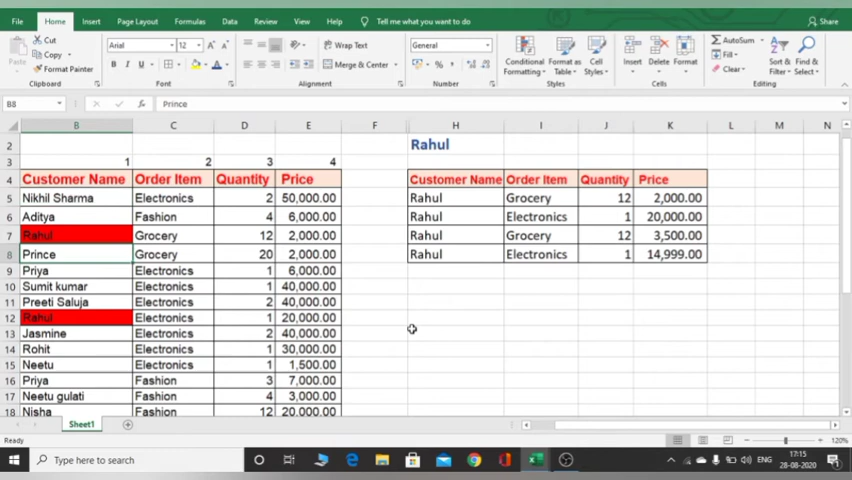 File Home Insert Page Layout Formulas Data Review View Help Tell me what you want to do Share
Cut Arial 12 Wrap Text General AutoSum
Copy Fill
Paste Format Painter Merge & Center Conditional Formatting Format as Table Cell Styles Insert Delete Format Clear Sort & Filter Find & Select
Clipboard Font Alignment Number Styles Cells Editing
B8 Prince
B C D E F H I J K L M N
2 Rahul
3 1 2 3 4
4 Customer Name Order Item Quantity Price Customer Name Order Item Quantity Price
5 Nikhil Sharma Electronics 2 50,000.00 Rahul Grocery 12 2,000.00
6 Aditya Fashion 4 6,000.00 Rahul Electronics 1 20,000.00
7 Rahul Grocery 12 2,000.00 Rahul Grocery 12 3,500.00
8 Prince Grocery 20 2,000.00 Rahul Electronics 1 14,999.00
9 Priya Electronics 1 6,000.00
10 Sumit kumar Electronics 1 40,000.00
11 Preeti Saluja Electronics 2 40,000.00
12 Rahul Electronics 1 20,000.00
13 Jasmine Electronics 2 40,000.00
14 Rohit Electronics 1 30,000.00
15 Neetu Electronics 1 1,500.00
16 Priya Fashion 3 7,000.00
17 Neetu gulati Fashion 4 3,000.00
18 Nisha Fashion 12 20,000.00
Sheet1
Ready 120%
Type here to search ENG 17:15
28-08-2020